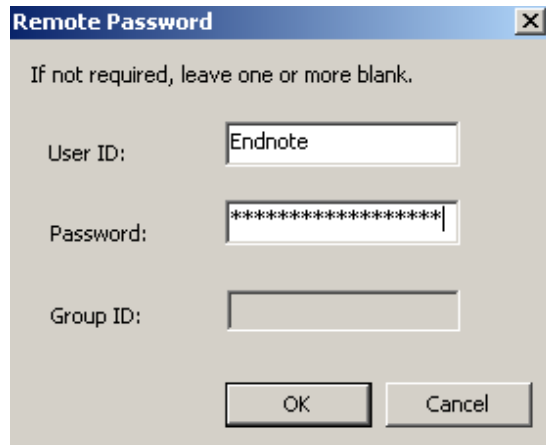 Remote Password
If not required, leave one or more blank.
User ID: Endnote
Password: ******************
Group ID:
OK Cancel